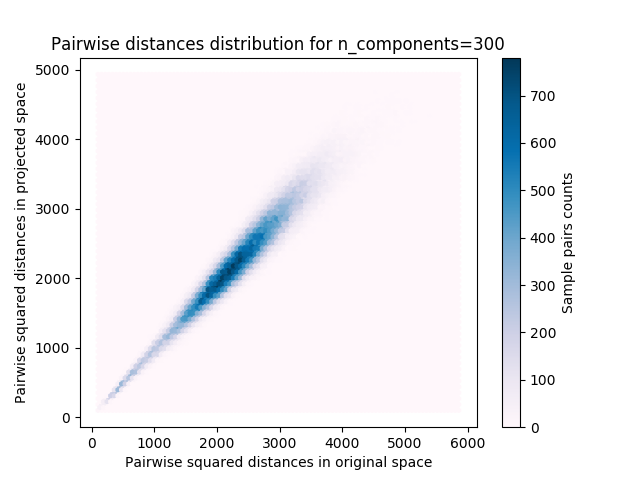 Pairwise distances distribution for n_components=300
Pairwise squared distances in projected space
5000
4000
3000
2000
1000
0
0 1000 2000 3000 4000 5000 6000
Pairwise squared distances in original space
700
600
500
400
300
200
100
0
Sample pairs counts